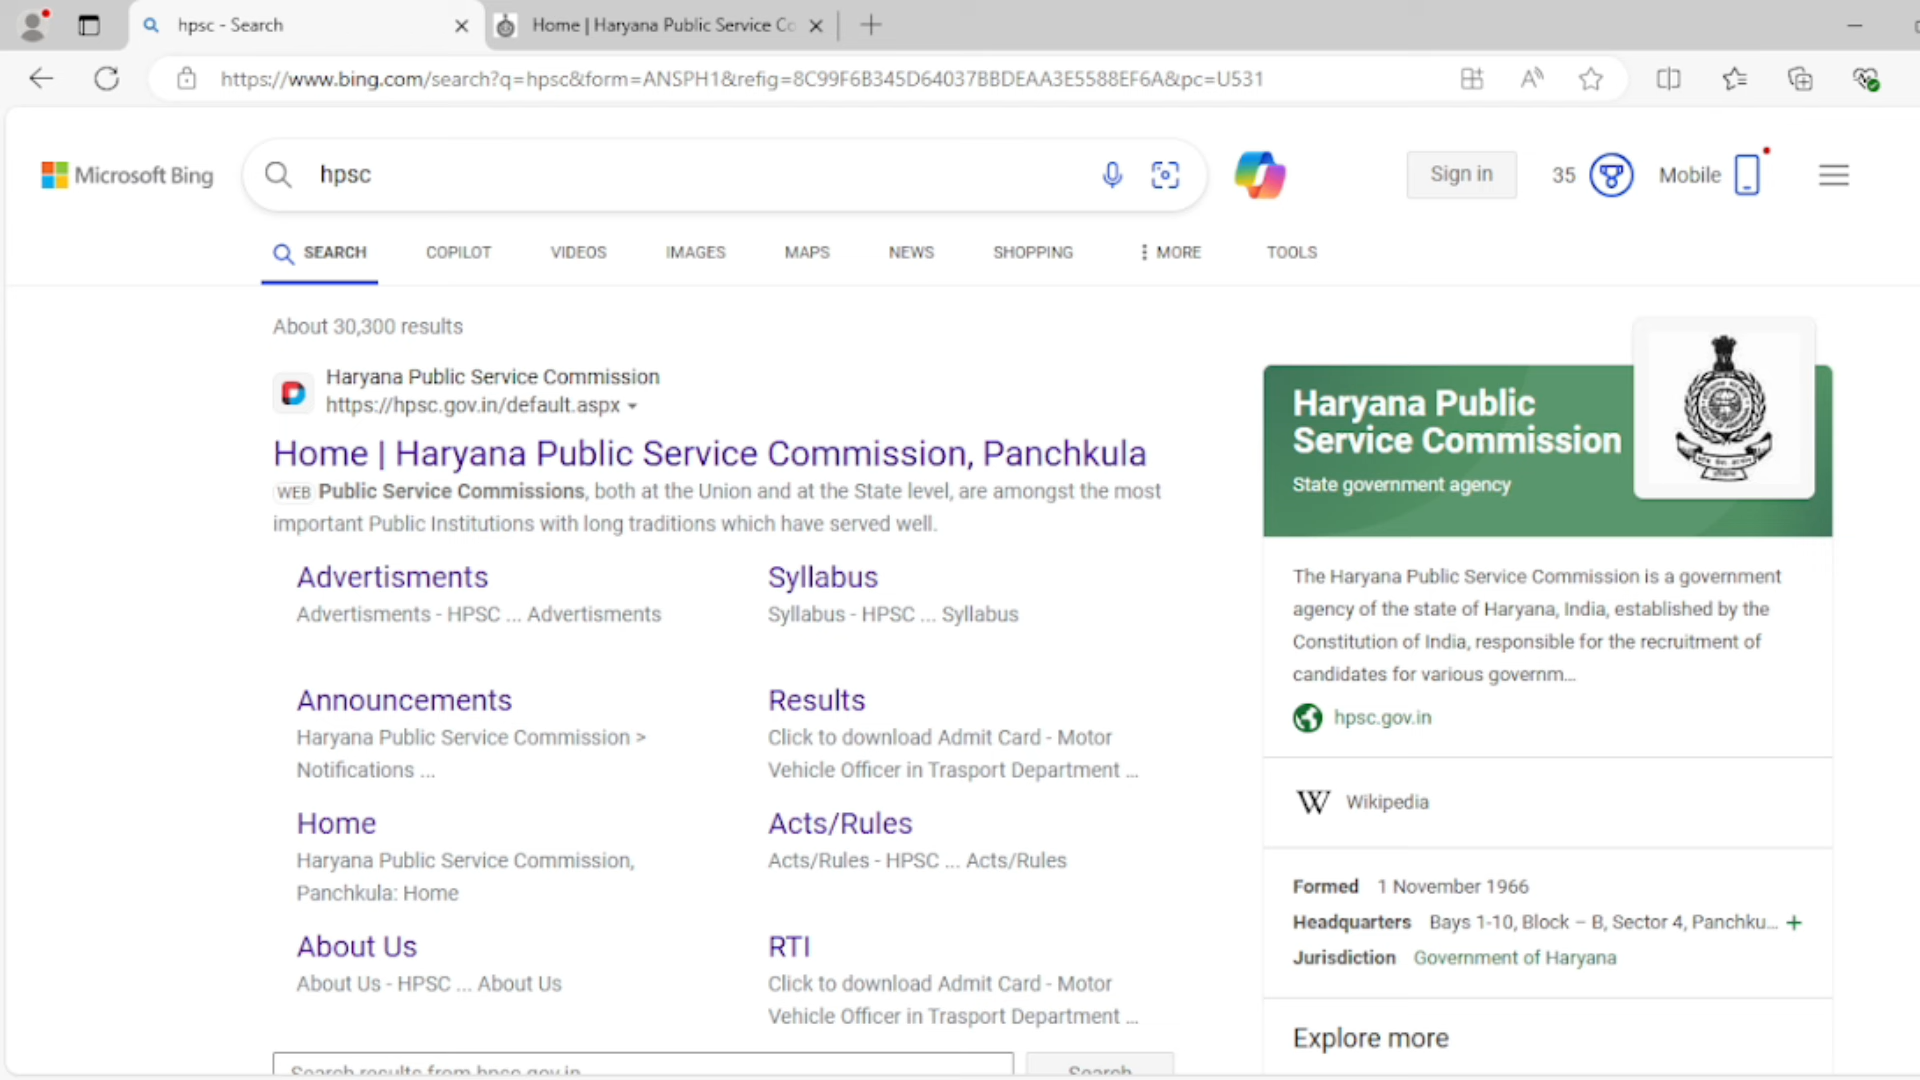 hpsc - Search
Home | Haryana Public Service Co
https://www.bing.com/search?q=hpsc&form=ANSPH1&refig=8C99F6B345D64037BBDEAA3E5588EF6A&pc=U531
Microsoft Bing
hpsc
Sign in
35
Mobile
SEARCH
COPILOT
VIDEOS
IMAGES
MAPS
NEWS
SHOPPING
MORE
TOOLS
About 30,300 results
Haryana Public Service Commission
https://hpsc.gov.in/default.aspx
Home | Haryana Public Service Commission, Panchkula
WEB Public Service Commissions, both at the Union and at the State level, are amongst the most
important Public Institutions with long traditions which have served well.
Advertisments
Advertisments - HPSC ... Advertisments
Syllabus
Syllabus - HPSC ... Syllabus
Announcements
Haryana Public Service Commission >
Notifications ...
Results
Click to download Admit Card - Motor
Vehicle Officer in Trasport Department ...
Home
Haryana Public Service Commission,
Panchkula: Home
Acts/Rules
Acts/Rules - HPSC ... Acts/Rules
About Us
About Us - HPSC ... About Us
RTI
Click to download Admit Card - Motor
Vehicle Officer in Trasport Department ...
Search results from hpsc.gov.in
Search
Haryana Public
Service Commission
State government agency
The Haryana Public Service Commission is a government
agency of the state of Haryana, India, established by the
Constitution of India, responsible for the recruitment of
candidates for various governm...
hpsc.gov.in
Wikipedia
Formed 1 November 1966
Headquarters Bays 1-10, Block – B, Sector 4, Panchku...
Jurisdiction Government of Haryana
Explore more